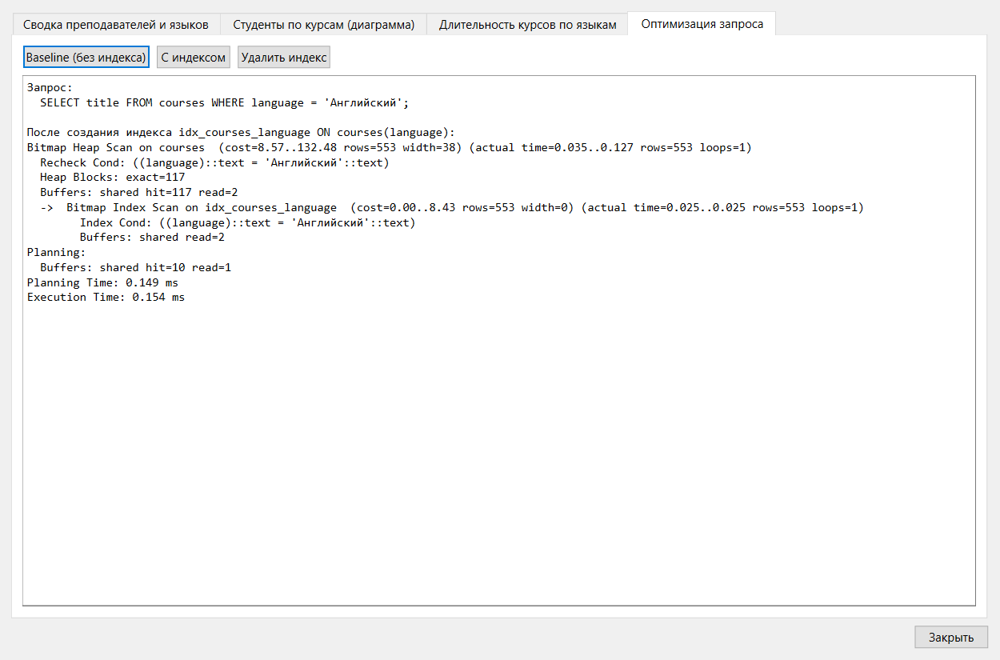 Сводка преподавателей и языков
Студенты по курсам (диаграмма)
Длительность курсов по языкам
Оптимизация запроса
Baseline (без индекса)
С индексом
Удалить индекс
Запрос:
SELECT title FROM courses WHERE language = 'Английский';
После создания индекса idx_courses_language ON courses(language):
Bitmap Heap Scan on courses  (cost=8.57..132.48 rows=553 width=38) (actual time=0.035..0.127 rows=553 loops=1)
Recheck Cond: ((language)::text = 'Английский'::text)
Heap Blocks: exact=117
Buffers: shared hit=117 read=2
->  Bitmap Index Scan on idx_courses_language  (cost=0.00..8.43 rows=553 width=0) (actual time=0.025..0.025 rows=553 loops=1)
Index Cond: ((language)::text = 'Английский'::text)
Buffers: shared read=2
Planning:
Buffers: shared hit=10 read=1
Planning Time: 0.149 ms
Execution Time: 0.154 ms
Закрыть